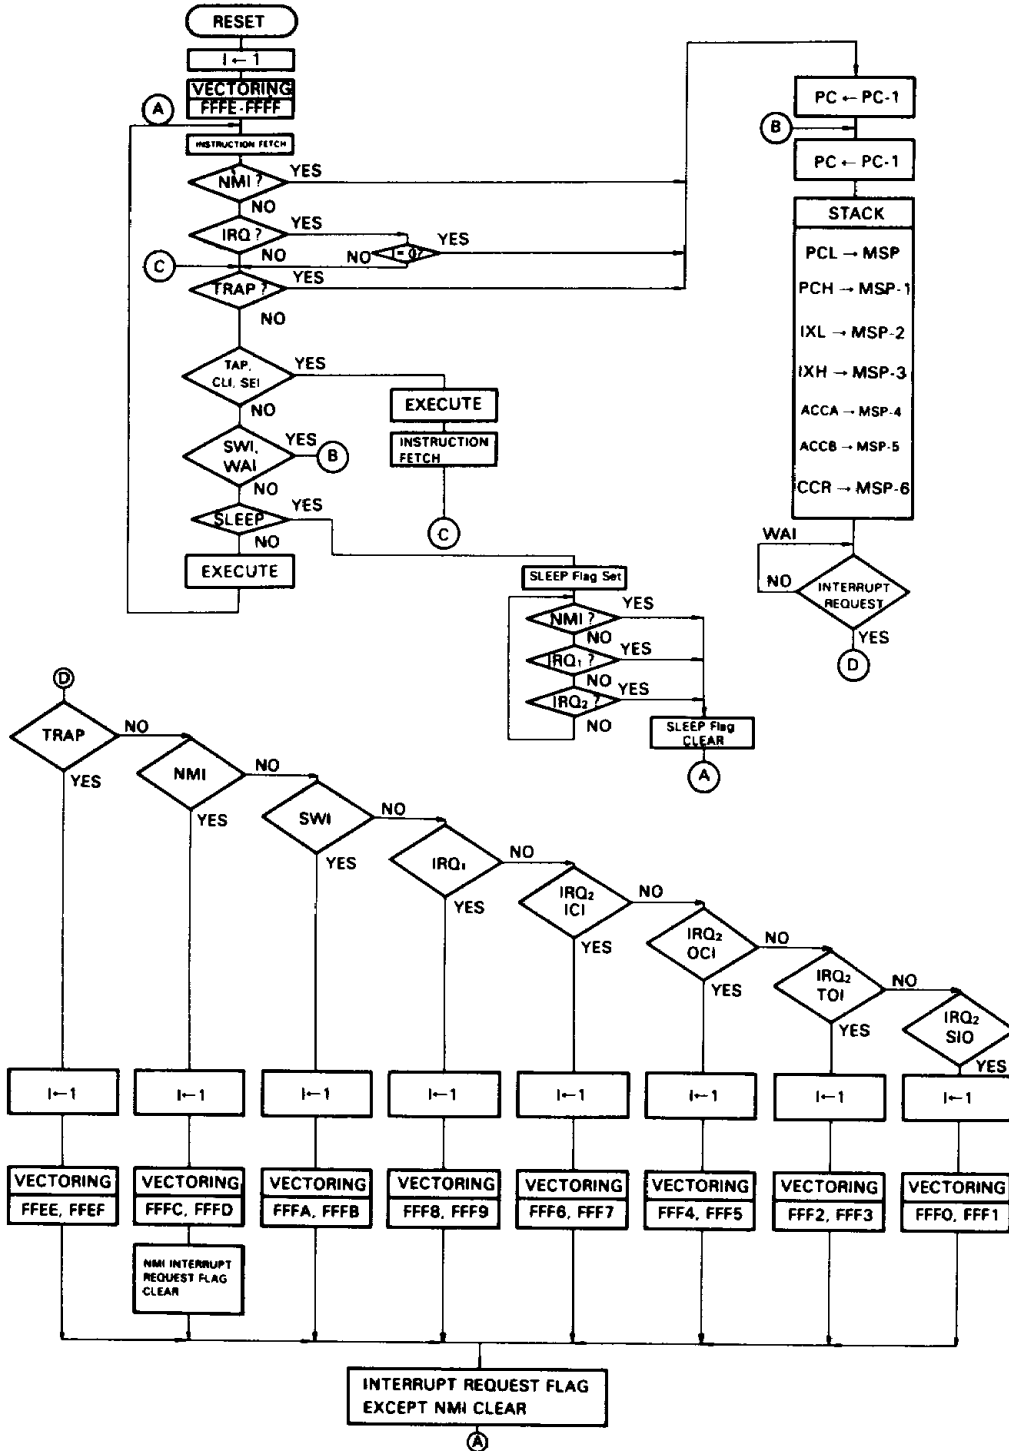 RESET
I ← 1
VECTORING
FFFE - FFFF
A
INSTRUCTION FETCH
NMI ?
YES
NO
IRQ ?
YES
NO
I = 0?
YES
NO
C
TRAP ?
YES
NO
TAP,
CLI, SEI
YES
NO
EXECUTE
INSTRUCTION
FETCH
C
SWI,
WAI
YES
B
NO
SLEEP
YES
NO
EXECUTE
PC ← PC-1
B
PC ← PC-1
STACK
PCL → MSP
PCH → MSP-1
IXL → MSP-2
IXH → MSP-3
ACCA → MSP-4
ACCB → MSP-5
CCR → MSP-6
WAI
NO
INTERRUPT
REQUEST
YES
D
SLEEP Flag Set
NMI ?
YES
NO
IRQ₁ ?
YES
NO
IRQ₂ ?
YES
NO
SLEEP Flag
CLEAR
A
D
TRAP
NO
YES
NMI
NO
YES
SWI
NO
YES
IRQ₁
NO
YES
IRQ₂
ICI
NO
YES
IRQ₂
OCI
NO
YES
IRQ₂
TOI
NO
YES
IRQ₂
SIO
YES
I←1
I←1
I←1
I←1
I←1
I←1
I←1
I←1
VECTORING
FFEE, FFEF
VECTORING
FFFC, FFFD
VECTORING
FFFA, FFFB
VECTORING
FFF8, FFF9
VECTORING
FFF6, FFF7
VECTORING
FFF4, FFF5
VECTORING
FFF2, FFF3
VECTORING
FFF0, FFF1
NMI INTERRUPT
REQUEST FLAG
CLEAR
INTERRUPT REQUEST FLAG
EXCEPT NMI CLEAR
A